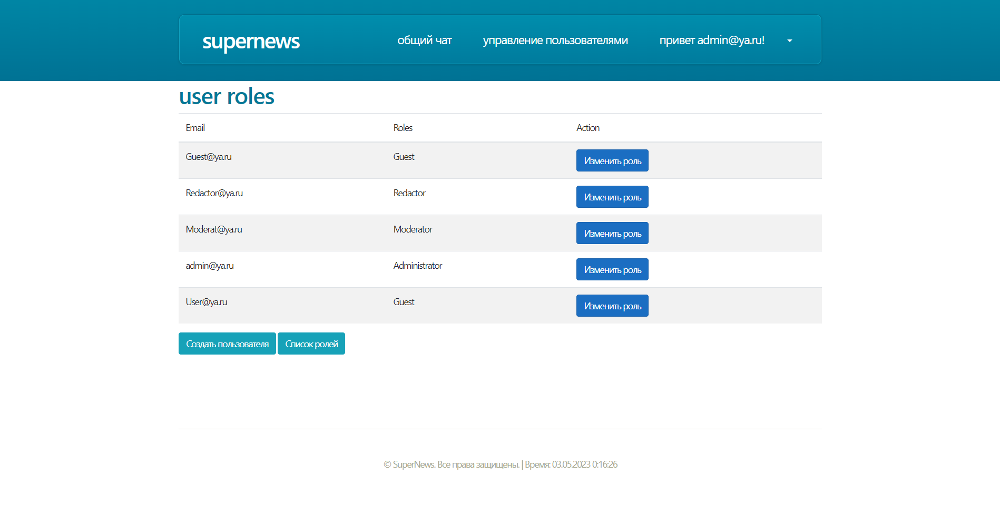 supernews общий чат управление пользователями привет admin@ya.ru!
user roles
Email Roles Action
Guest@ya.ru Guest Изменить роль
Redactor@ya.ru Redactor Изменить роль
Moderat@ya.ru Moderator Изменить роль
admin@ya.ru Administrator Изменить роль
User@ya.ru Guest Изменить роль
Создать пользователя Список ролей
© SuperNews. Все права защищены. | Время: 03.05.2023 0:16:26